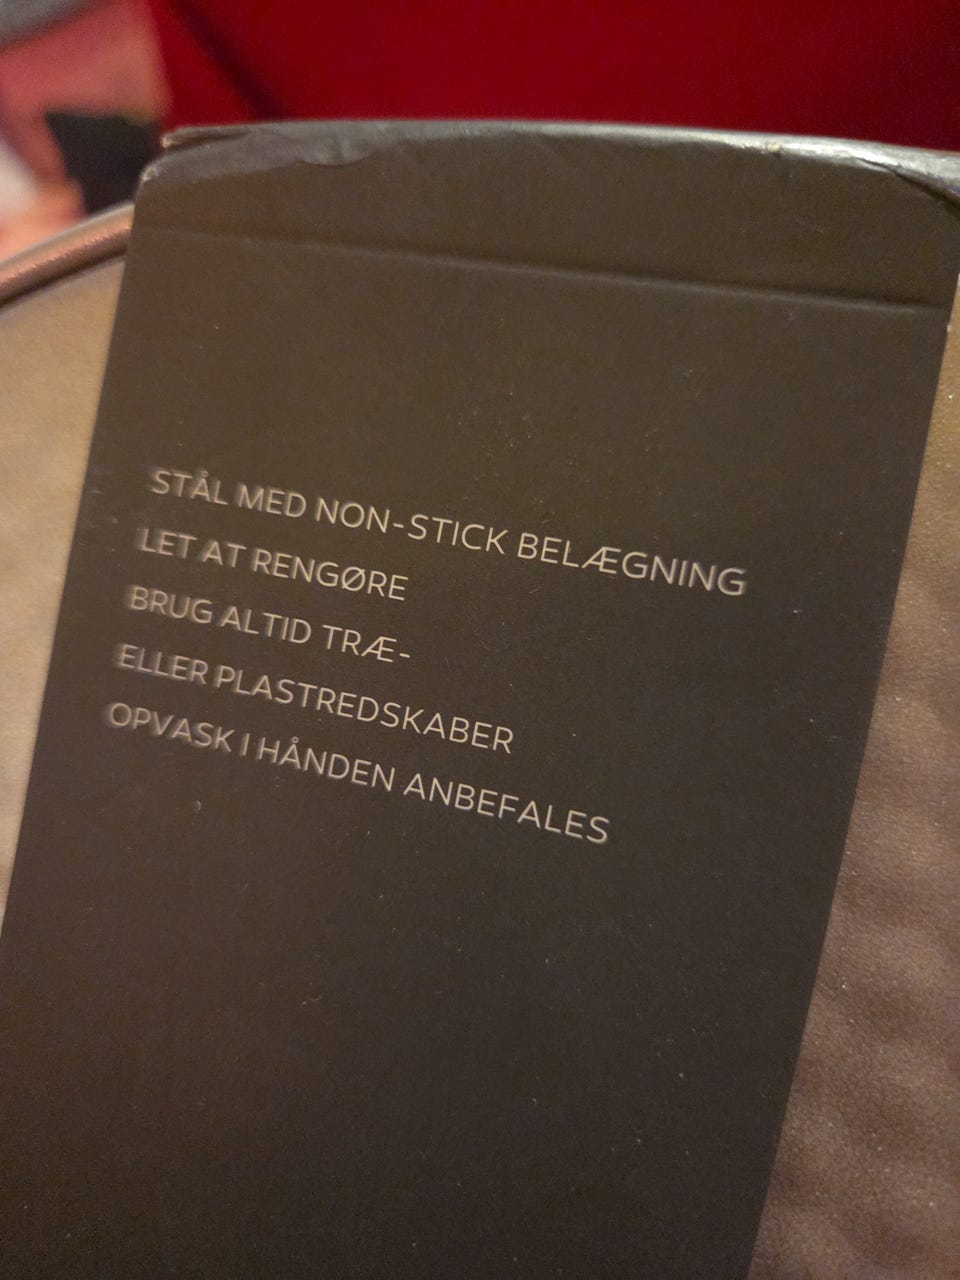 STÅL MED NON-STICK BELÆGNING
LET AT RENGØRE
BRUG ALTID TRÆ-
ELLER PLASTREDSKABER
OPVASK I HÅNDEN ANBEFALES